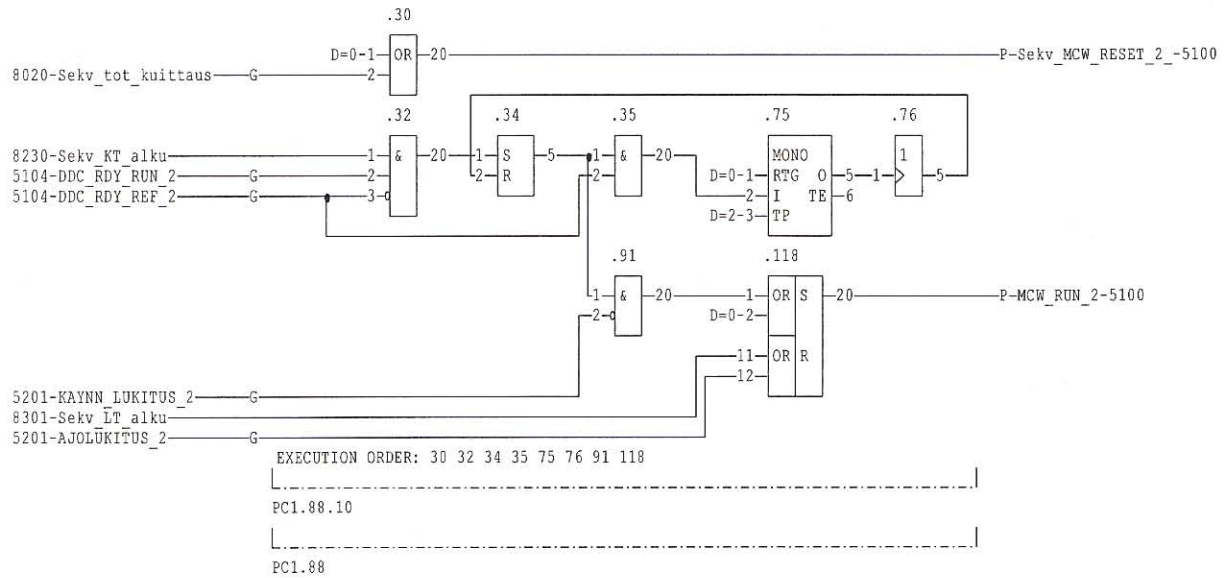 .30
D=0-1 OR 20 P-Sekv_MCW_RESET_2_-5100
8020-Sekv_tot_kuittaus G 2
.32 .34 .35 .75 .76
8230-Sekv_KT_alku 1 & 20 1 S 5 1 & 20 MONO 1
5104-DDC_RDY_RUN_2 G 2 2 R 2 D=0-1 RTG O 5 1 5
5104-DDC_RDY_REF_2 G 3 2 I TE 6
D=2-3 TP
.91 .118
1 & 20 1 OR S 20 P-MCW_RUN_2-5100
2 D=0-2
11 OR R
12
5201-KAYNN_LUKITUS_2 G
8301-Sekv_LT_alku
5201-AJOLUKITUS_2 G
EXECUTION ORDER: 30 32 34 35 75 76 91 118
PC1.88.10
PC1.88